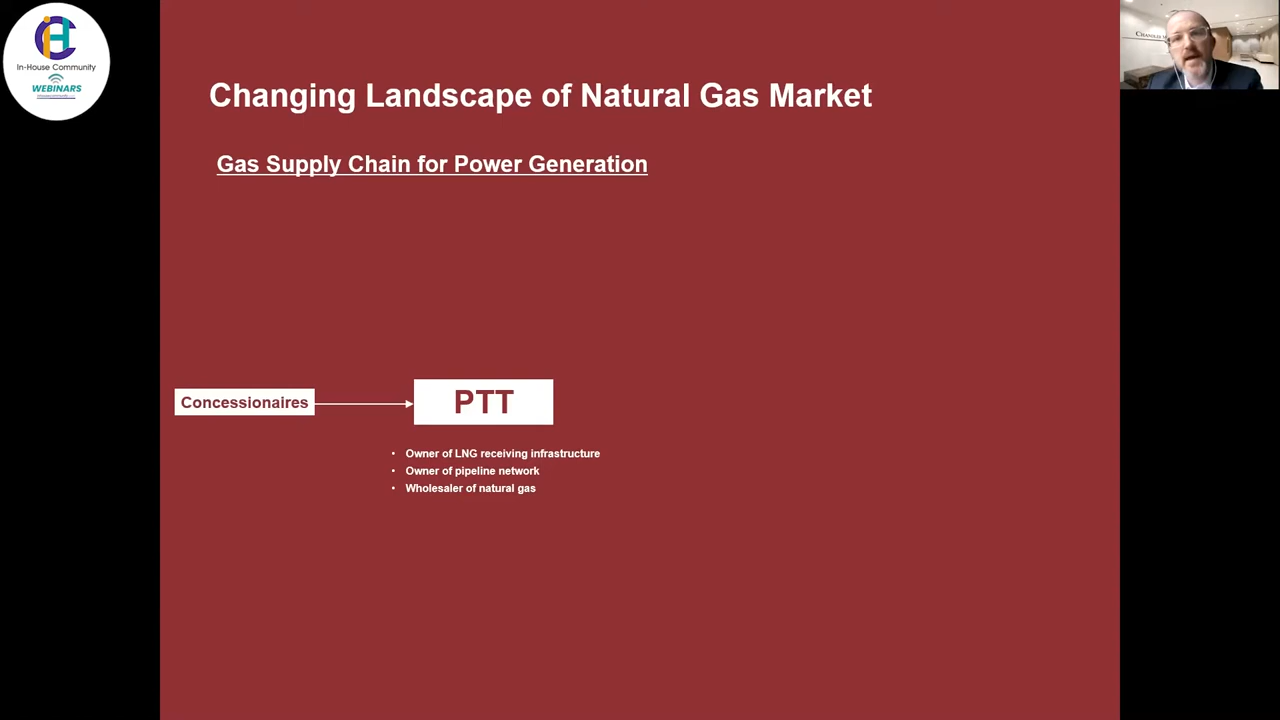 In-House Community
WEBINARS
Changing Landscape of Natural Gas Market
Gas Supply Chain for Power Generation
Concessionaires
PTT
• Owner of LNG receiving infrastructure
• Owner of pipeline network
• Wholesaler of natural gas